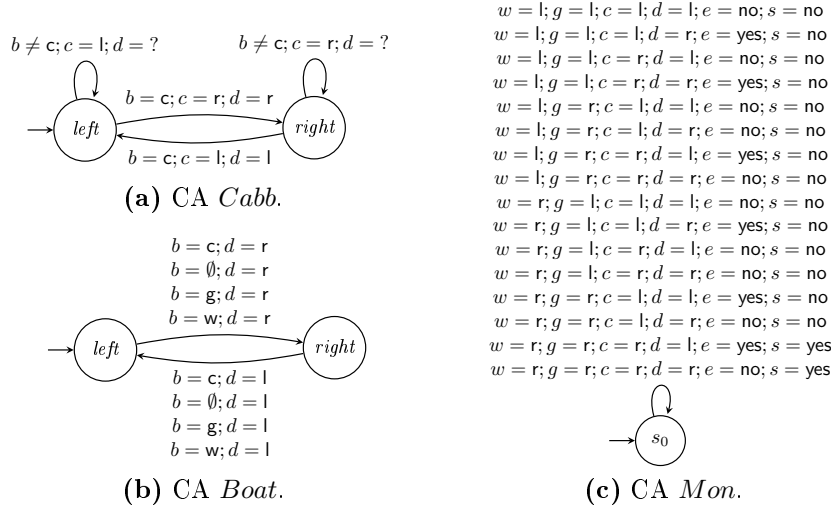 b ≠ c; c = l; d = ?
b ≠ c; c = r; d = ?
b = c; c = r; d = r
left
right
b = c; c = l; d = l
(a) CA Cabb.
b = c; d = r
b = ∅; d = r
b = g; d = r
b = w; d = r
left
right
b = c; d = l
b = ∅; d = l
b = g; d = l
b = w; d = l
(b) CA Boat.
w = l; g = l; c = l; d = l; e = no; s = no
w = l; g = l; c = l; d = r; e = yes; s = no
w = l; g = l; c = r; d = l; e = no; s = no
w = l; g = l; c = r; d = r; e = yes; s = no
w = l; g = r; c = l; d = l; e = no; s = no
w = l; g = r; c = l; d = r; e = no; s = no
w = l; g = r; c = r; d = l; e = yes; s = no
w = l; g = r; c = r; d = r; e = no; s = no
w = r; g = l; c = l; d = l; e = no; s = no
w = r; g = l; c = l; d = r; e = yes; s = no
w = r; g = l; c = r; d = l; e = no; s = no
w = r; g = l; c = r; d = r; e = no; s = no
w = r; g = r; c = l; d = l; e = yes; s = no
w = r; g = r; c = l; d = r; e = no; s = no
w = r; g = r; c = r; d = l; e = yes; s = yes
w = r; g = r; c = r; d = r; e = no; s = yes
s₀
(c) CA Mon.